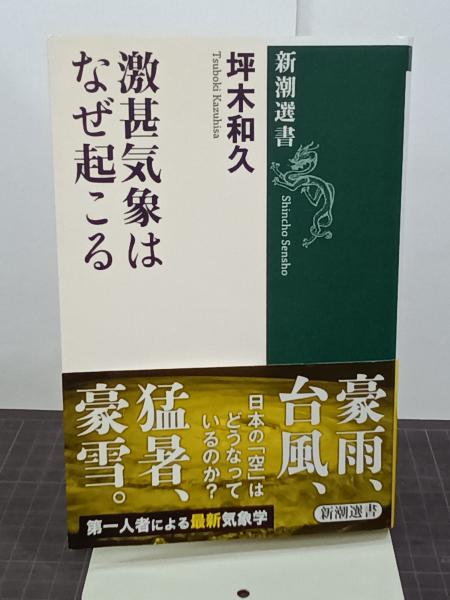 新潮選書
Shincho Sensho
坪木和久
Tsuboki Kazuhisa
激甚気象は
なぜ起こる
豪雨、
台風、
猛暑、
豪雪。
日本の「空」は
どうなって
いるのか?
第一人者による最新気象学
新潮選書